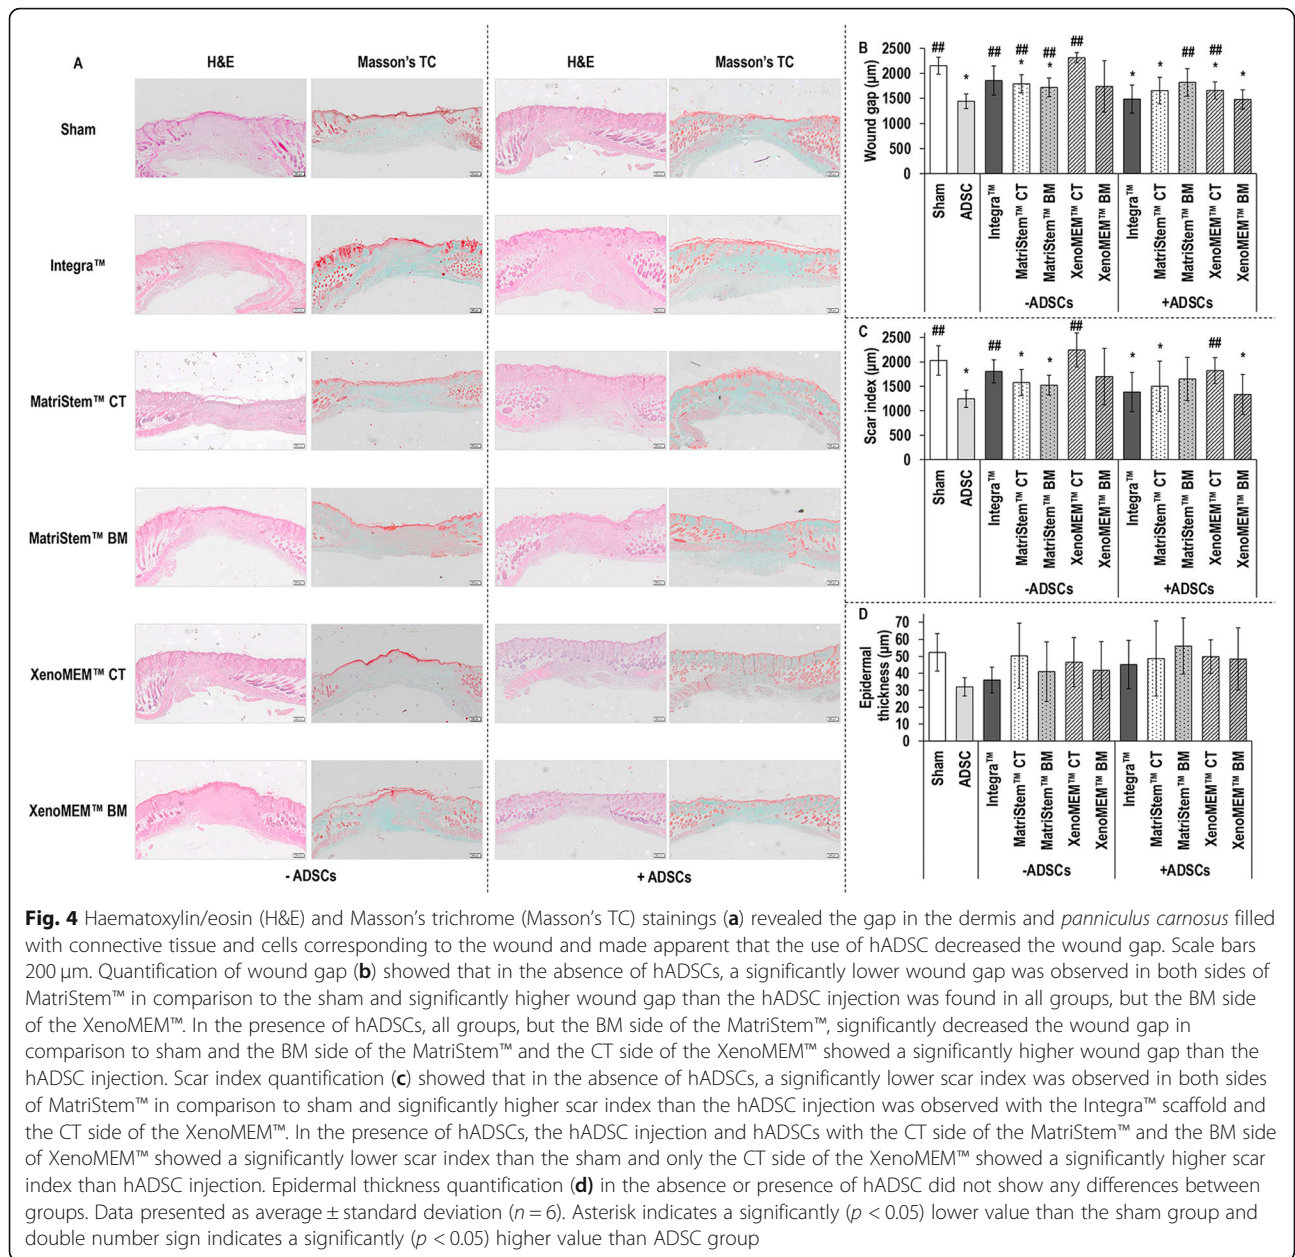 A
H&E
Masson's TC
H&E
Masson's TC
Sham
Integra™
MatriStem™ CT
MatriStem™ BM
XenoMEM™ CT
XenoMEM™ BM
- ADSCs
+ ADSCs
B
Wound gap (µm)
2500
2000
1500
1000
500
0
##
*
##
##
*
##
*
##
*
*
##
##
*
*
Sham
ADSC
Integra™
MatriStem™ CT
MatriStem™ BM
XenoMEM™ CT
XenoMEM™ BM
Integra™
MatriStem™ CT
MatriStem™ BM
XenoMEM™ CT
XenoMEM™ BM
-ADSCs
+ADSCs
C
Scar index (µm)
2500
2000
1500
1000
500
0
##
*
##
*
*
##
*
*
##
*
Sham
ADSC
Integra™
MatriStem™ CT
MatriStem™ BM
XenoMEM™ CT
XenoMEM™ BM
Integra™
MatriStem™ CT
MatriStem™ BM
XenoMEM™ CT
XenoMEM™ BM
-ADSCs
+ADSCs
D
Epidermal
thickness (µm)
70
60
50
40
30
20
10
0
Sham
ADSC
Integra™
MatriStem™ CT
MatriStem™ BM
XenoMEM™ CT
XenoMEM™ BM
Integra™
MatriStem™ CT
MatriStem™ BM
XenoMEM™ CT
XenoMEM™ BM
-ADSCs
+ADSCs
Fig. 4 Haematoxylin/eosin (H&E) and Masson's trichrome (Masson's TC) stainings (a) revealed the gap in the dermis and panniculus carnosus filled
with connective tissue and cells corresponding to the wound and made apparent that the use of hADSC decreased the wound gap. Scale bars
200 µm. Quantification of wound gap (b) showed that in the absence of hADSCs, a significantly lower wound gap was observed in both sides of
MatriStem™ in comparison to the sham and significantly higher wound gap than the hADSC injection was found in all groups, but the BM side
of the XenoMEM™. In the presence of hADSCs, all groups, but the BM side of the MatriStem™, significantly decreased the wound gap in
comparison to sham and the BM side of the MatriStem™ and the CT side of the XenoMEM™ showed a significantly higher wound gap than the
hADSC injection. Scar index quantification (c) showed that in the absence of hADSCs, a significantly lower scar index was observed in both sides
of MatriStem™ in comparison to sham and significantly higher scar index than the hADSC injection was observed with the Integra™ scaffold and
the CT side of the XenoMEM™. In the presence of hADSCs, the hADSC injection and hADSCs with the CT side of the MatriStem™ and the BM side
of XenoMEM™ showed a significantly lower scar index than the sham and only the CT side of the XenoMEM™ showed a significantly higher scar
index than hADSC injection. Epidermal thickness quantification (d) in the absence or presence of hADSC did not show any differences between
groups. Data presented as average ± standard deviation (n = 6). Asterisk indicates a significantly (p < 0.05) lower value than the sham group and
double number sign indicates a significantly (p < 0.05) higher value than ADSC group